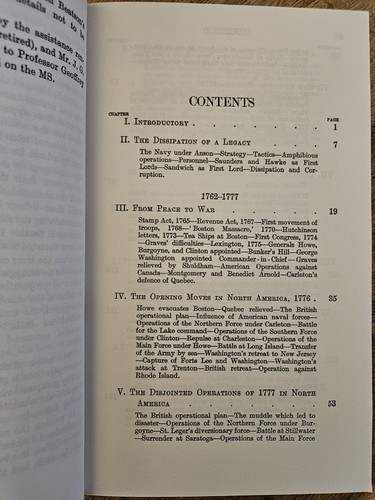 Beatson's
details not to be
y the assistance ren-
retired), and Mr. J. G.
to Professor Geoffrey
on the MS.
CONTENTS
CHAPTER PAGE
I. INTRODUCTORY . . . . . . . 1
II. THE DISSIPATION OF A LEGACY . . . . 7
The Navy under Anson—Strategy—Tactics—Amphibious
operations—Personnel—Saunders and Hawke as First
Lords—Sandwich as First Lord—Dissipation and Cor-
ruption.
1762–1777
III. FROM PEACE TO WAR . . . . . 19
Stamp Act, 1765—Revenue Act, 1767—First movement of
troops, 1768—'Boston Massacre,' 1770—Hutchinson
letters, 1773—Tea Ships at Boston—First Congress, 1774
—Graves' difficulties—Lexington, 1775—Generals Howe,
Burgoyne, and Clinton appointed—Bunker's Hill—George
Washington appointed Commander-in-Chief—Graves
relieved by Shuldham—American Operations against
Canada—Montgomery and Benedict Arnold—Carleton's
defence of Quebec.
IV. THE OPENING MOVES IN NORTH AMERICA, 1776 . 35
Howe evacuates Boston—Quebec relieved—The British
operational plan—Influence of American naval forces—
Operations of the Northern Force under Carleton—Battle
for the Lake command—Operations of the Southern Force
under Clinton—Repulse at Charleston—Operations of the
Main Force under Howe—Battle at Long Island—Transfer
of the Army by sea—Washington's retreat to New Jersey
—Capture of Forts Lee and Washington—Washington's
attack at Trenton—British retreat—Operation against
Rhode Island.
V. THE DISJOINTED OPERATIONS OF 1777 IN NORTH
AMERICA . . . . . . . . 53
The British operational plan—The muddle which led to
disaster—Operations of the Northern Force under Bur-
goyne—St. Leger's diversionary force—Battle at Stillwater
—Surrender at Saratoga—Operations of the Main Force